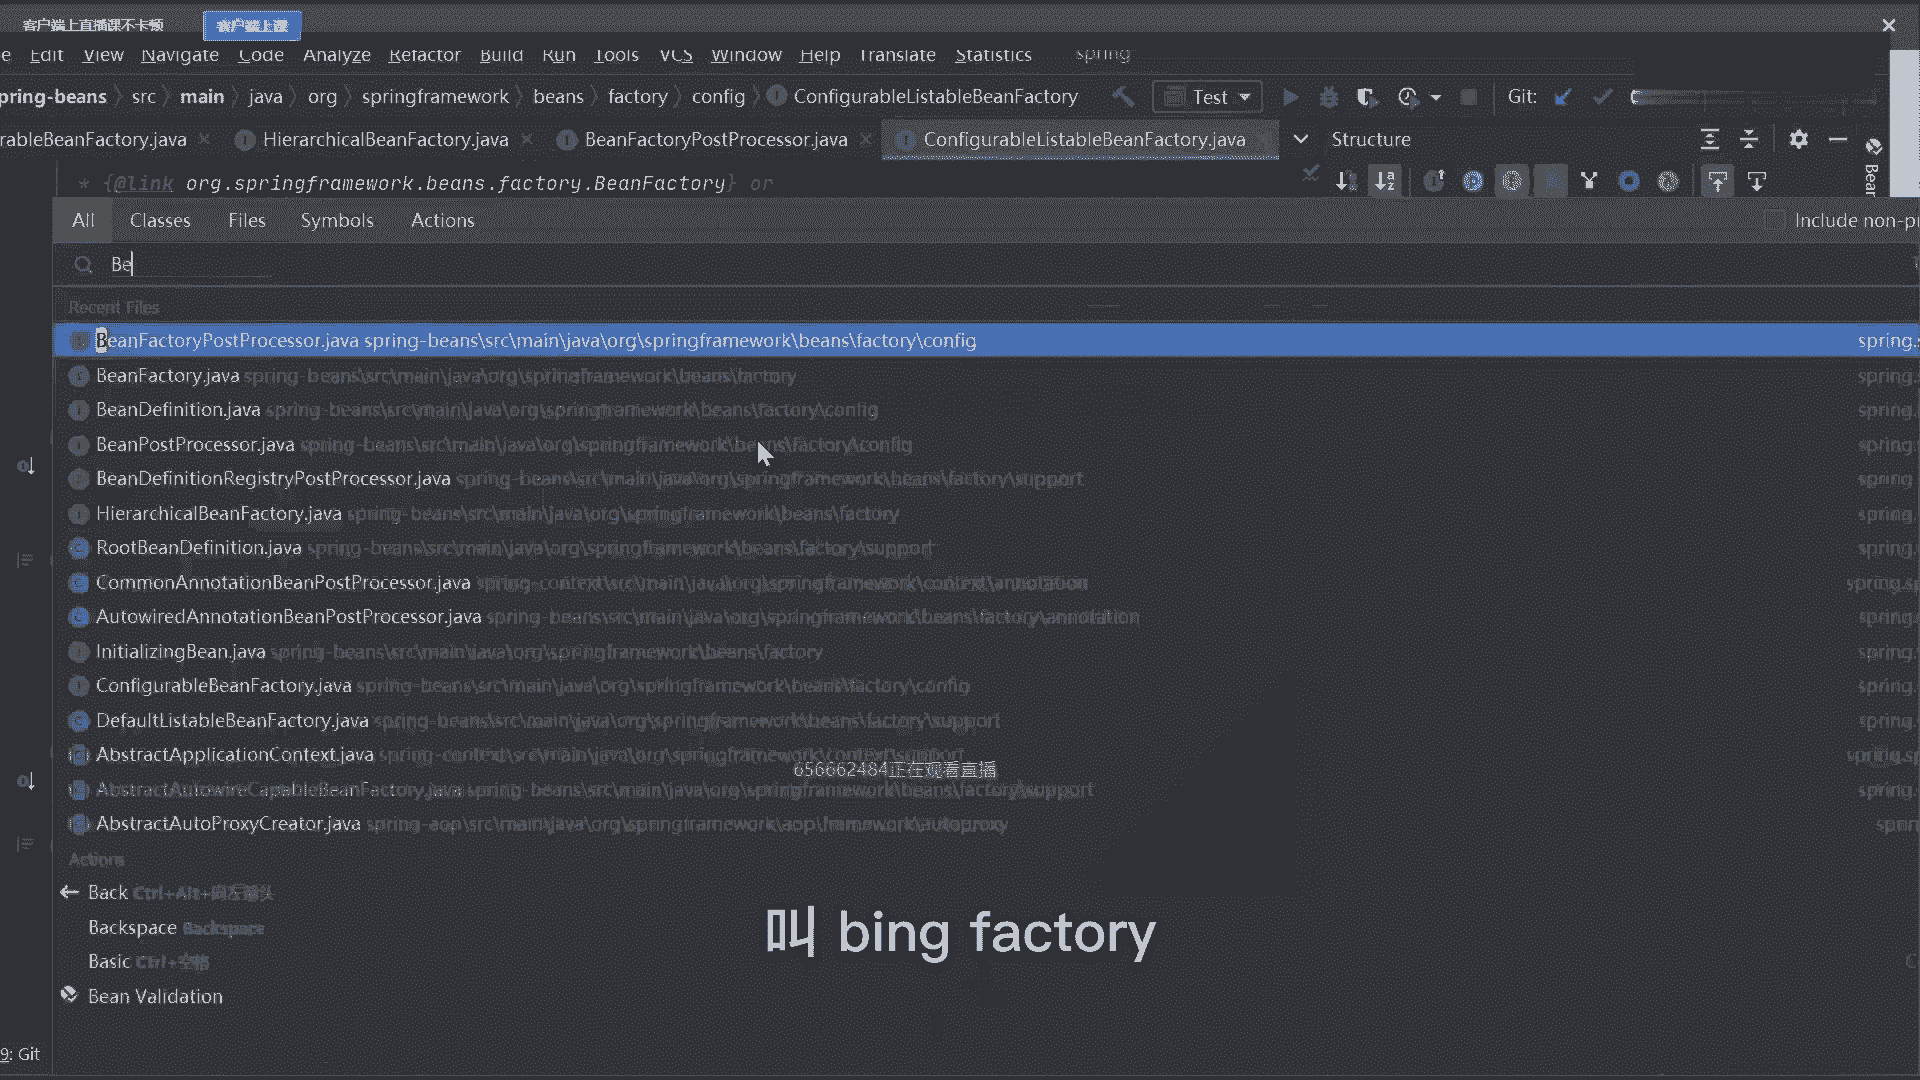 客户端上直播课不卡顿 客户端上课
e Edit View Navigate Code Analyze Refactor Build Run Tools VCS Window Help Translate Statistics spring
pring-beans src main java org springframework beans factory config ConfigurableListableBeanFactory Test Git:
rableBeanFactory.java HierarchicalBeanFactory.java BeanFactoryPostProcessor.java ConfigurableListableBeanFactory.java Structure
* {@link org.springframework.beans.factory.BeanFactory} or
Bear
All Classes Files Symbols Actions Include non-pr
Be
Recent Files
BeanFactoryPostProcessor.java spring-beans\src\main\java\org\springframework\beans\factory\config spring.
BeanFactory.java spring-beans\src\main\java\org\springframework\beans\factory spring.
BeanDefinition.java spring-beans\src\main\java\org\springframework\beans\factory\config spring.
BeanPostProcessor.java spring-beans\src\main\java\org\springframework\beans\factory\config spring.
BeanDefinitionRegistryPostProcessor.java spring-beans\src\main\java\org\springframework\beans\factory\support spring
HierarchicalBeanFactory.java spring-beans\src\main\java\org\springframework\beans\factory spring.
RootBeanDefinition.java spring-beans\src\main\java\org\springframework\beans\factory\support spring
CommonAnnotationBeanPostProcessor.java spring-context\src\main\java\org\springframework\context\annotation
AutowiredAnnotationBeanPostProcessor.java spring-beans\src\main\java\org\springframework\beans\factory\annotation spring
InitializingBean.java spring-beans\src\main\java\org\springframework\beans\factory spring.
ConfigurableBeanFactory.java spring-beans\src\main\java\org\springframework\beans\factory\config spring.
DefaultListableBeanFactory.java spring-beans\src\main\java\org\springframework\beans\factory\support spring.
AbstractApplicationContext.java spring-context\src\main\java\org\springframework\context\support
656662484正在观看直播
AbstractAutowireCapableBeanFactory.java spring-beans\src\main\java\org\springframework\beans\factory\support spring.
AbstractAutoProxyCreator.java spring-aop\src\main\java\org\springframework\aop\framework\autoproxy sprin
Actions
Back Ctrl+Alt+向左箭头
Backspace Backspace
Basic Ctrl+空格
Bean Validation
叫 bing factory
9: Git